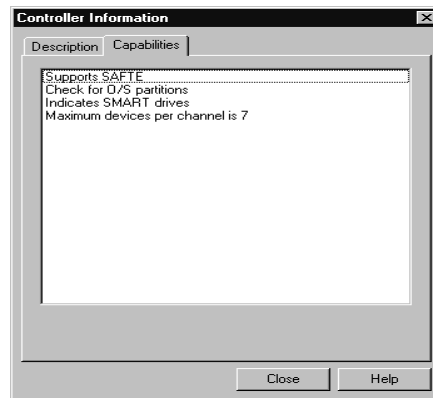 Controller Information
Description Capabilities
Supports SAFTE
Check for O/S partitions
Indicates SMART drives
Maximum devices per channel is 7
Close Help